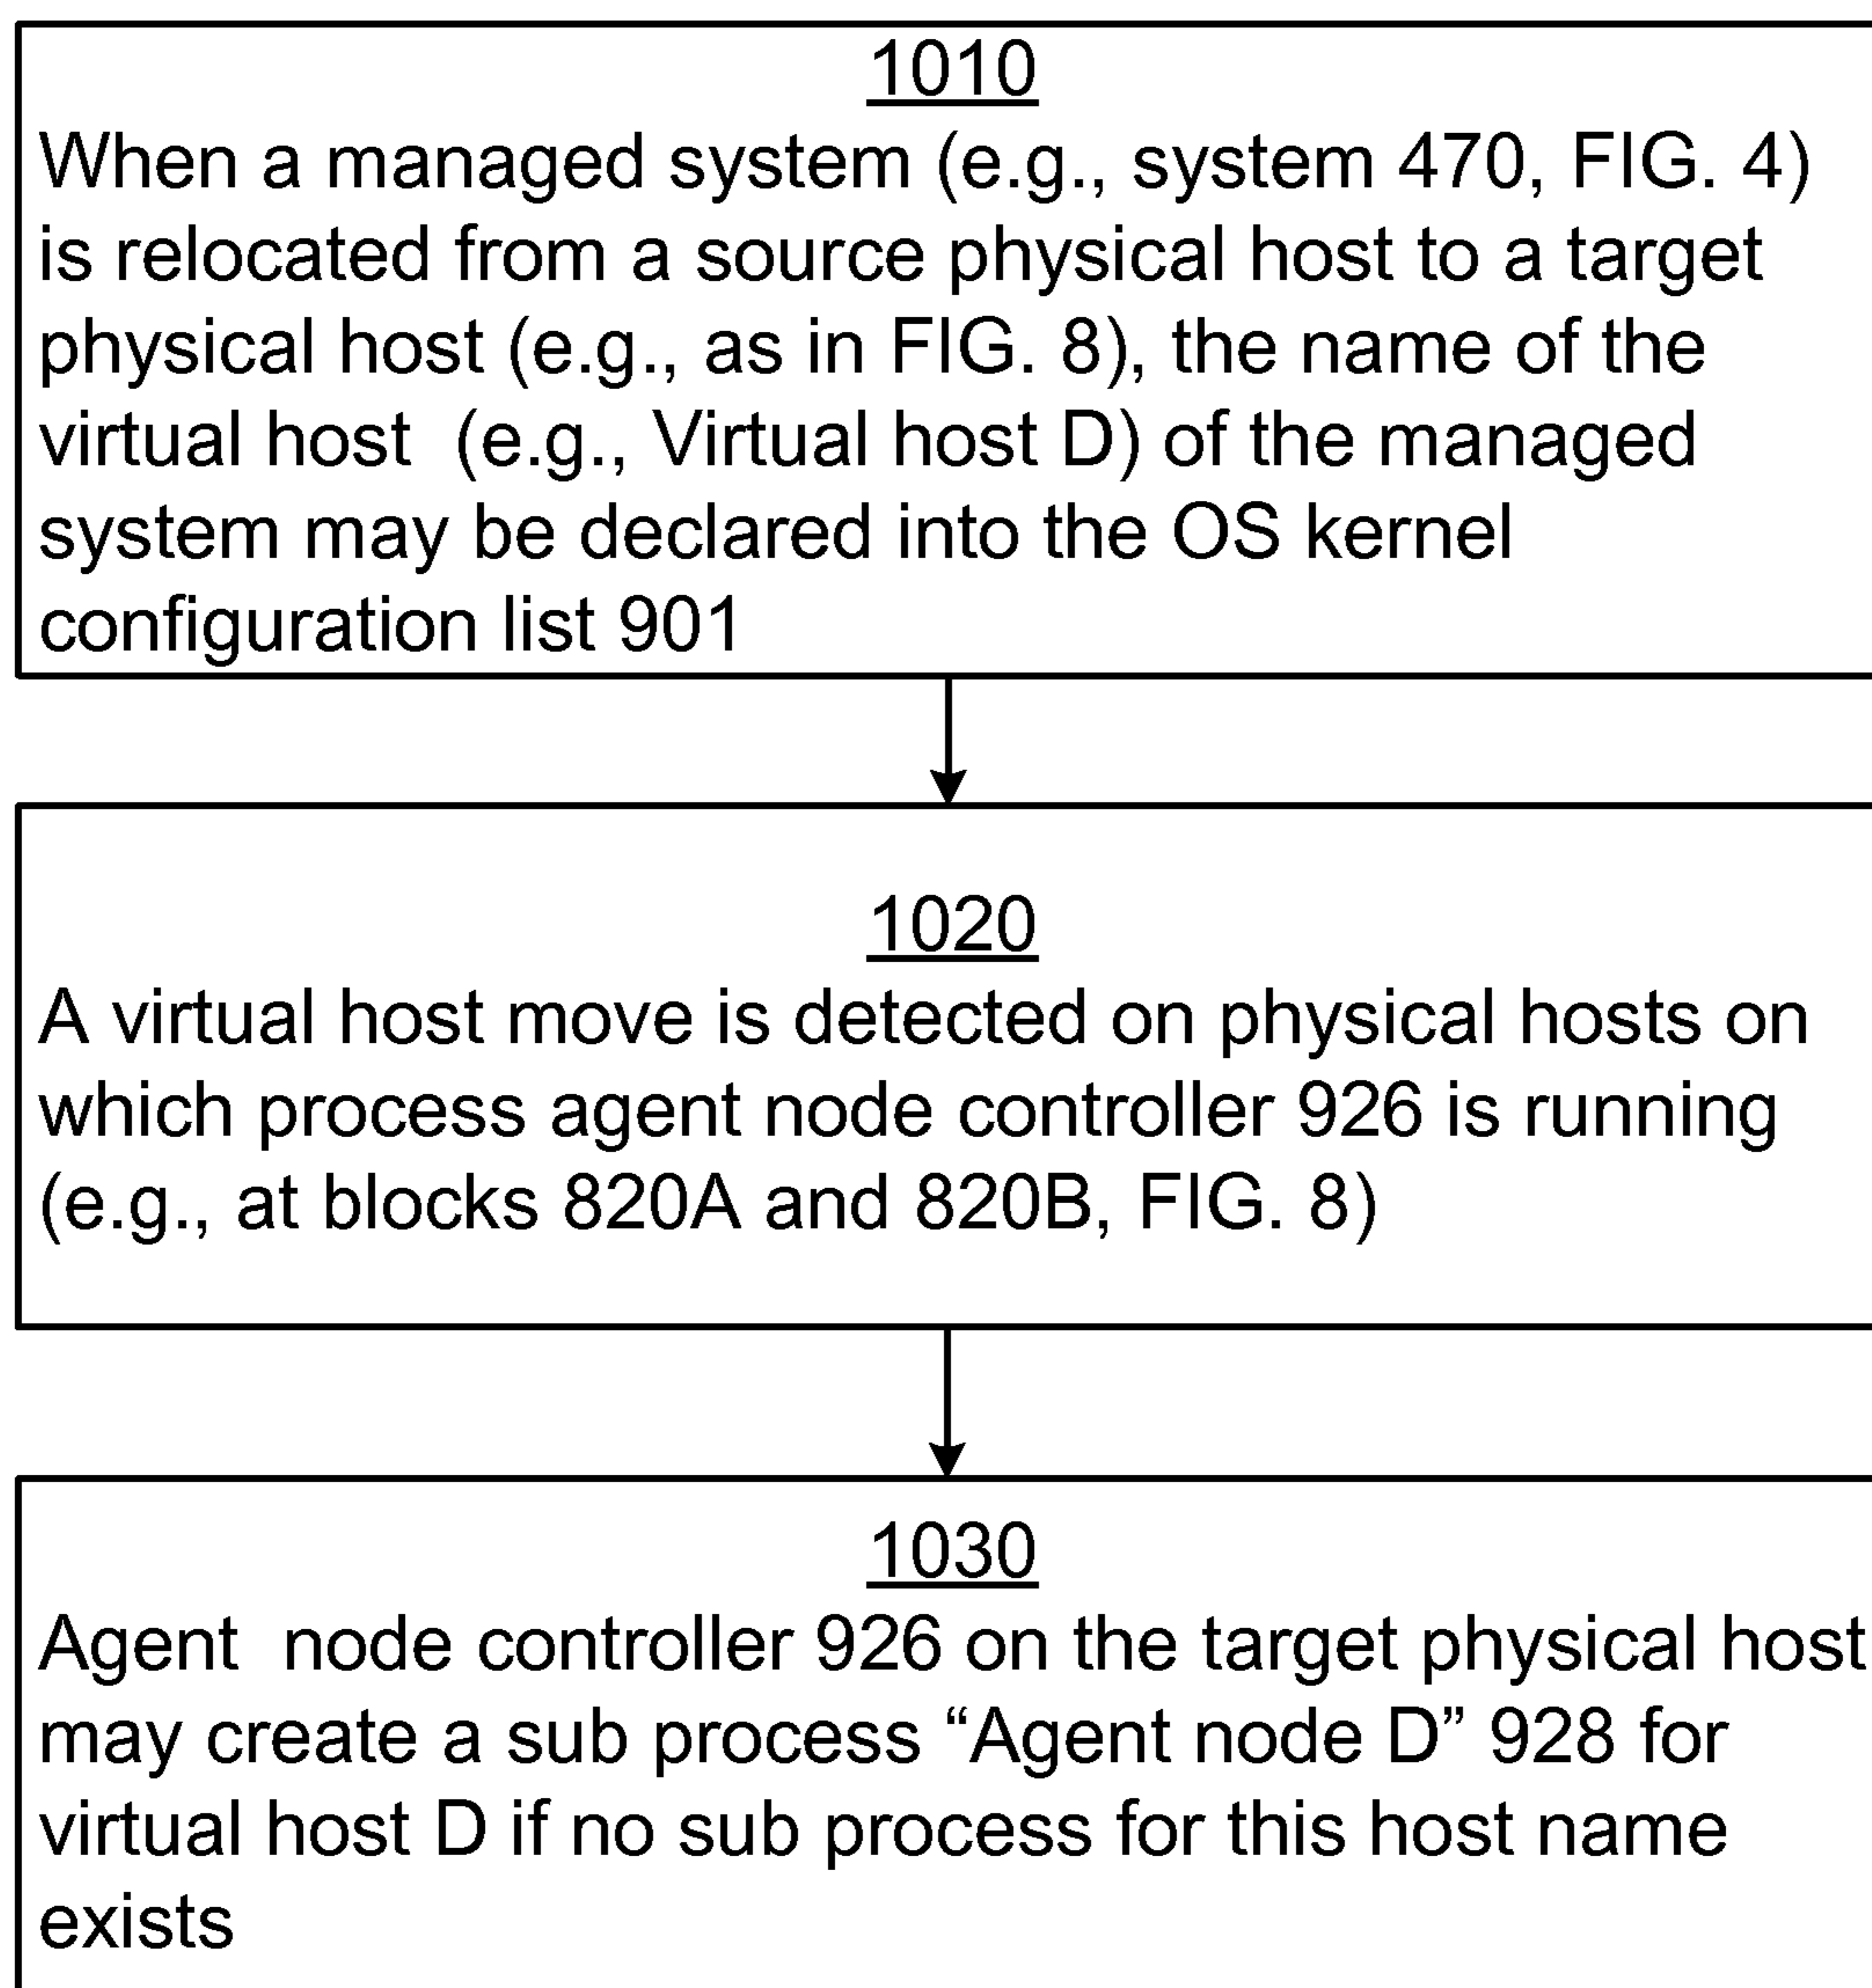 1010
When a managed system (e.g., system 470, FIG. 4)
is relocated from a source physical host to a target
physical host (e.g., as in FIG. 8), the name of the
virtual host (e.g., Virtual host D) of the managed
system may be declared into the OS kernel
configuration list 901
1020
A virtual host move is detected on physical hosts on
which process agent node controller 926 is running
(e.g., at blocks 820A and 820B, FIG. 8)
1030
Agent node controller 926 on the target physical host
may create a sub process “Agent node D” 928 for
virtual host D if no sub process for this host name
exists